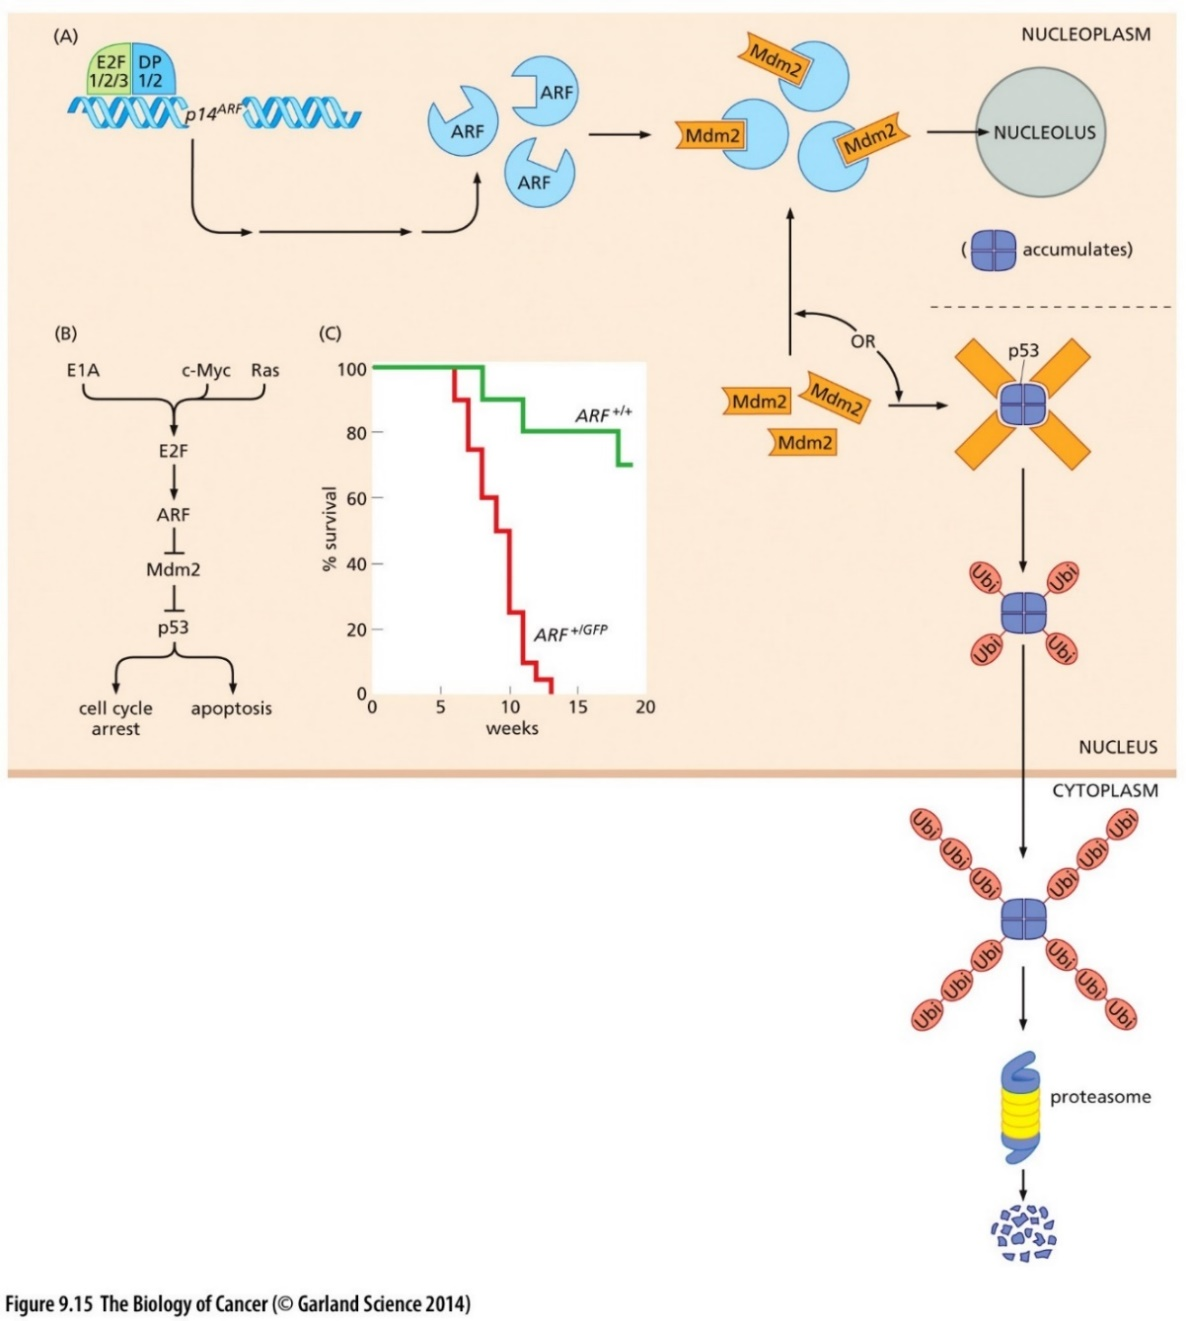 (A)
E2F
1/2/3
DP
1/2
p14ARF
ARF
ARF
ARF
Mdm2
Mdm2
Mdm2
NUCLEOPLASM
NUCLEOLUS
( accumulates)
(B)
E1A c-Myc Ras
E2F
ARF
Mdm2
p53
cell cycle
arrest
apoptosis
(C)
% survival
100
80
60
40
20
0
0 5 10 15 20
weeks
ARF+/+
ARF+/GFP
OR
Mdm2
Mdm2
Mdm2
p53
Ubi
Ubi
Ubi
Ubi
NUCLEUS
CYTOPLASM
Ubi
Ubi
Ubi
Ubi
Ubi
Ubi
Ubi
Ubi
Ubi
Ubi
Ubi
Ubi
proteasome
Figure 9.15 The Biology of Cancer (© Garland Science 2014)